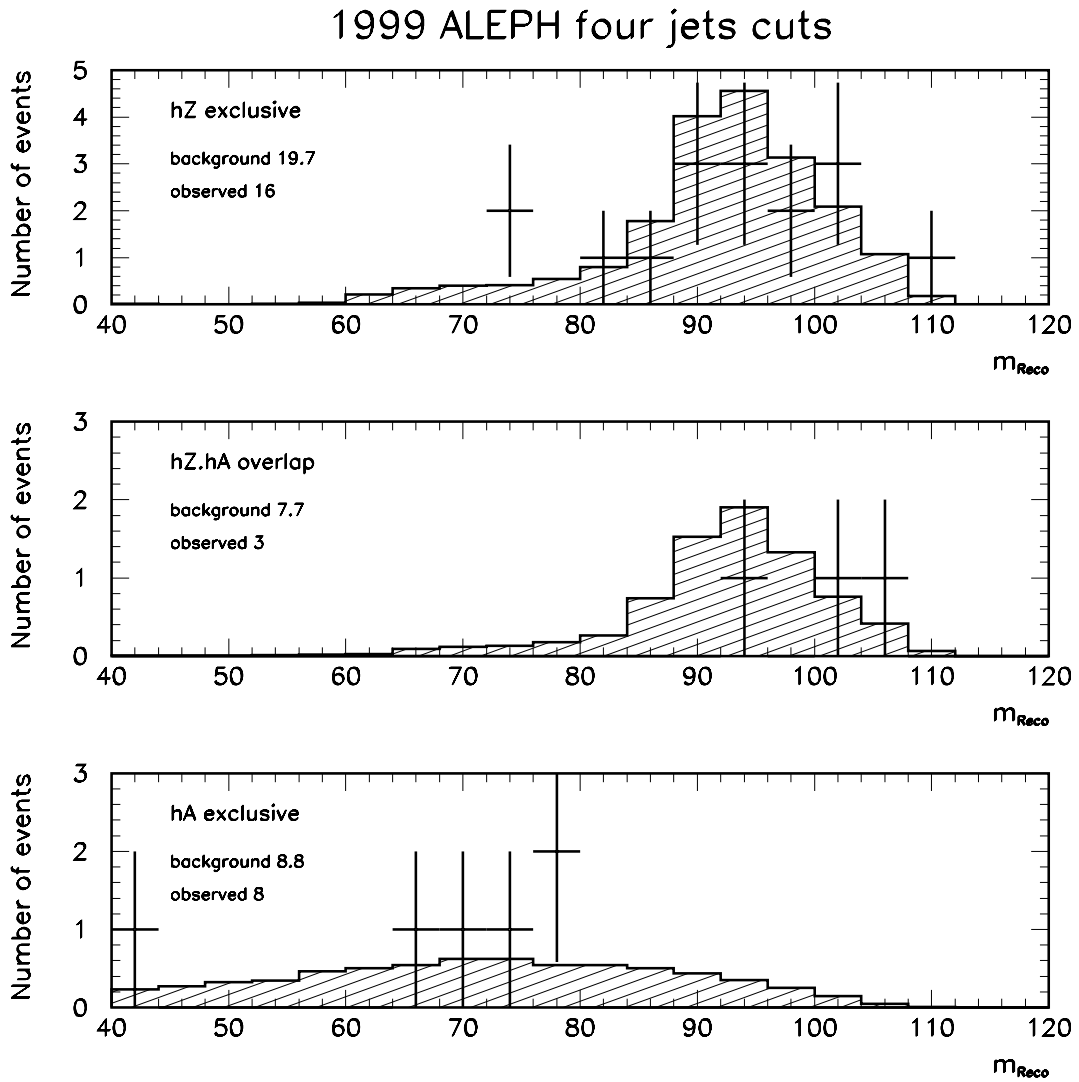 1999 ALEPH four jets cuts
Number of events
5
4
3
2
1
0
hZ exclusive
background 19.7
observed 16
40 50 60 70 80 90 100 110 120
mReco
Number of events
3
2
1
0
hZ.hA overlap
background 7.7
observed 3
40 50 60 70 80 90 100 110 120
mReco
Number of events
3
2
1
0
hA exclusive
background 8.8
observed 8
40 50 60 70 80 90 100 110 120
mReco